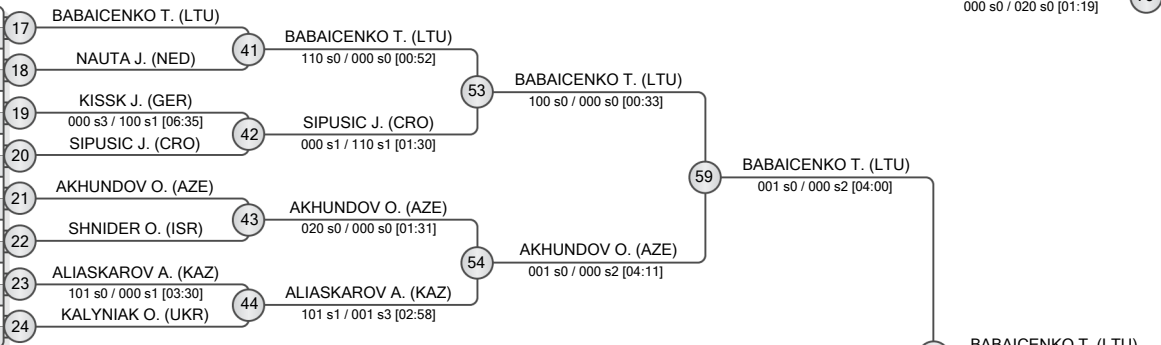 000 s0 / 020 s0 [01:19]
17
BABAICENKO T. (LTU)
18
NAUTA J. (NED)
41
BABAICENKO T. (LTU)
110 s0 / 000 s0 [00:52]
19
KISSK J. (GER)
000 s3 / 100 s1 [06:35]
20
SIPUSIC J. (CRO)
42
SIPUSIC J. (CRO)
000 s1 / 110 s1 [01:30]
53
BABAICENKO T. (LTU)
100 s0 / 000 s0 [00:33]
21
AKHUNDOV O. (AZE)
22
SHNIDER O. (ISR)
43
AKHUNDOV O. (AZE)
020 s0 / 000 s0 [01:31]
23
ALIASKAROV A. (KAZ)
101 s0 / 000 s1 [03:30]
24
KALYNIAK O. (UKR)
44
ALIASKAROV A. (KAZ)
101 s1 / 001 s3 [02:58]
54
AKHUNDOV O. (AZE)
001 s0 / 000 s2 [04:11]
59
BABAICENKO T. (LTU)
001 s0 / 000 s2 [04:00]
BABAICENKO T. (LTU)